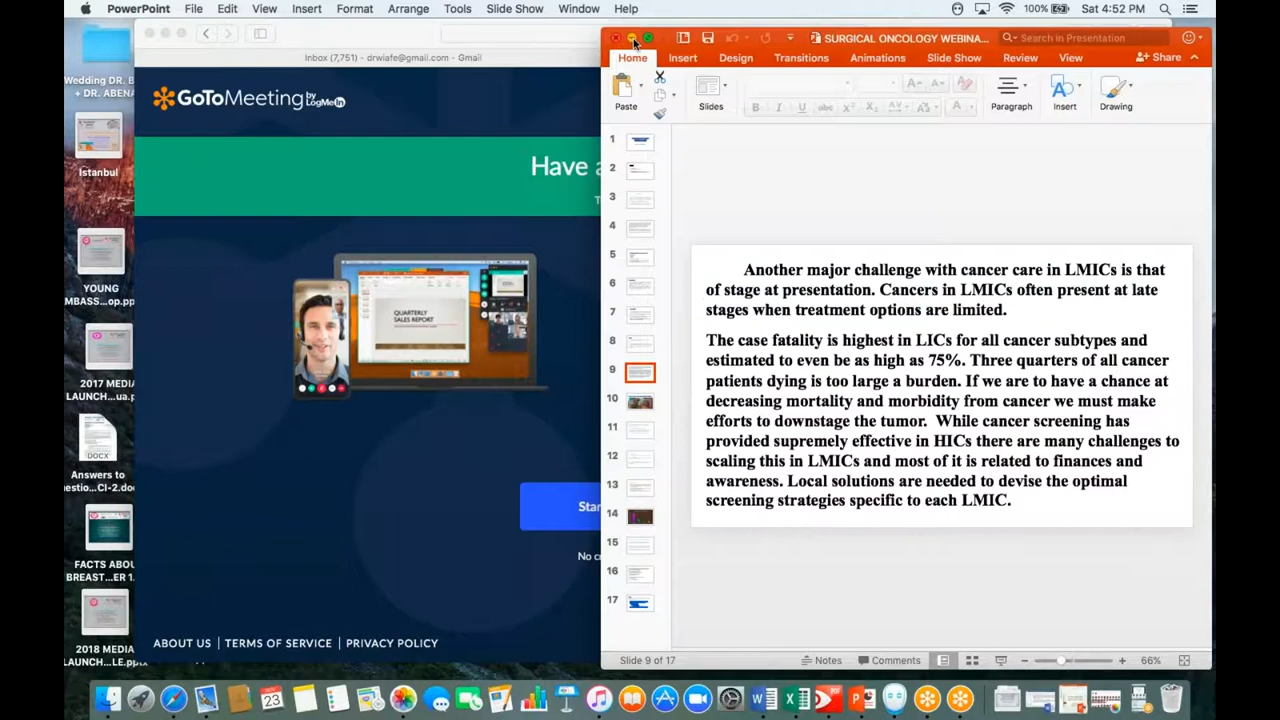 PowerPoint File Edit View Insert Format Arrange Tools Slide Show Window Help 100% Sat 4:52 PM
Inbox (7,751) - drwiafe@gmail.com - Gmail
SURGICAL ONCOLOGY WEBINA...
Search in Presentation
Home Insert Design Transitions Animations Slide Show Review View Share
Paste Slides Paragraph Insert Drawing
B I U abc X² X₂ AV Aa A
Wedding DR.
+ DR. ABENA
Istanbul
YOUNG
MBASS...op.pp
2017 MEDI
LAUNCH...ua.p
DOCX
Answers to
estio...CI-2.doc
FACTS ABOU
BREAST...ER 1.
2018 MEDI
LAUNCH...LE.pptx
GoToMeeting by LogMeIn
Have a
T
QUARTERLY
SALES REPORT
Star
No c
ABOUT US | TERMS OF SERVICE | PRIVACY POLICY
1
2
3
4
5
6
7
8
9
10
11
12
13
14
15
16
17
Another major challenge with cancer care in LMICs is that
of stage at presentation. Cancers in LMICs often present at late
stages when treatment options are limited.
The case fatality is highest in LICs for all cancer subtypes and
estimated to even be as high as 75%. Three quarters of all cancer
patients dying is too large a burden. If we are to have a chance at
decreasing mortality and morbidity from cancer we must make
efforts to downstage the tumor. While cancer screening has
provided supremely effective in HICs there are many challenges to
scaling this in LMICs and most of it is related to finances and
awareness. Local solutions are needed to devise the optimal
screening strategies specific to each LMIC.
Slide 9 of 17 Notes Comments 66%
23